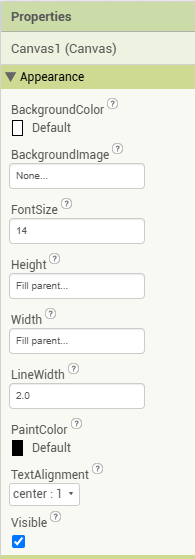 Properties
Canvas1 (Canvas)
Appearance
BackgroundColor ?
Default
BackgroundImage ?
None...
FontSize ?
14
Height ?
Fill parent...
Width ?
Fill parent...
LineWidth ?
2.0
PaintColor ?
Default
TextAlignment ?
center : 1
Visible ?